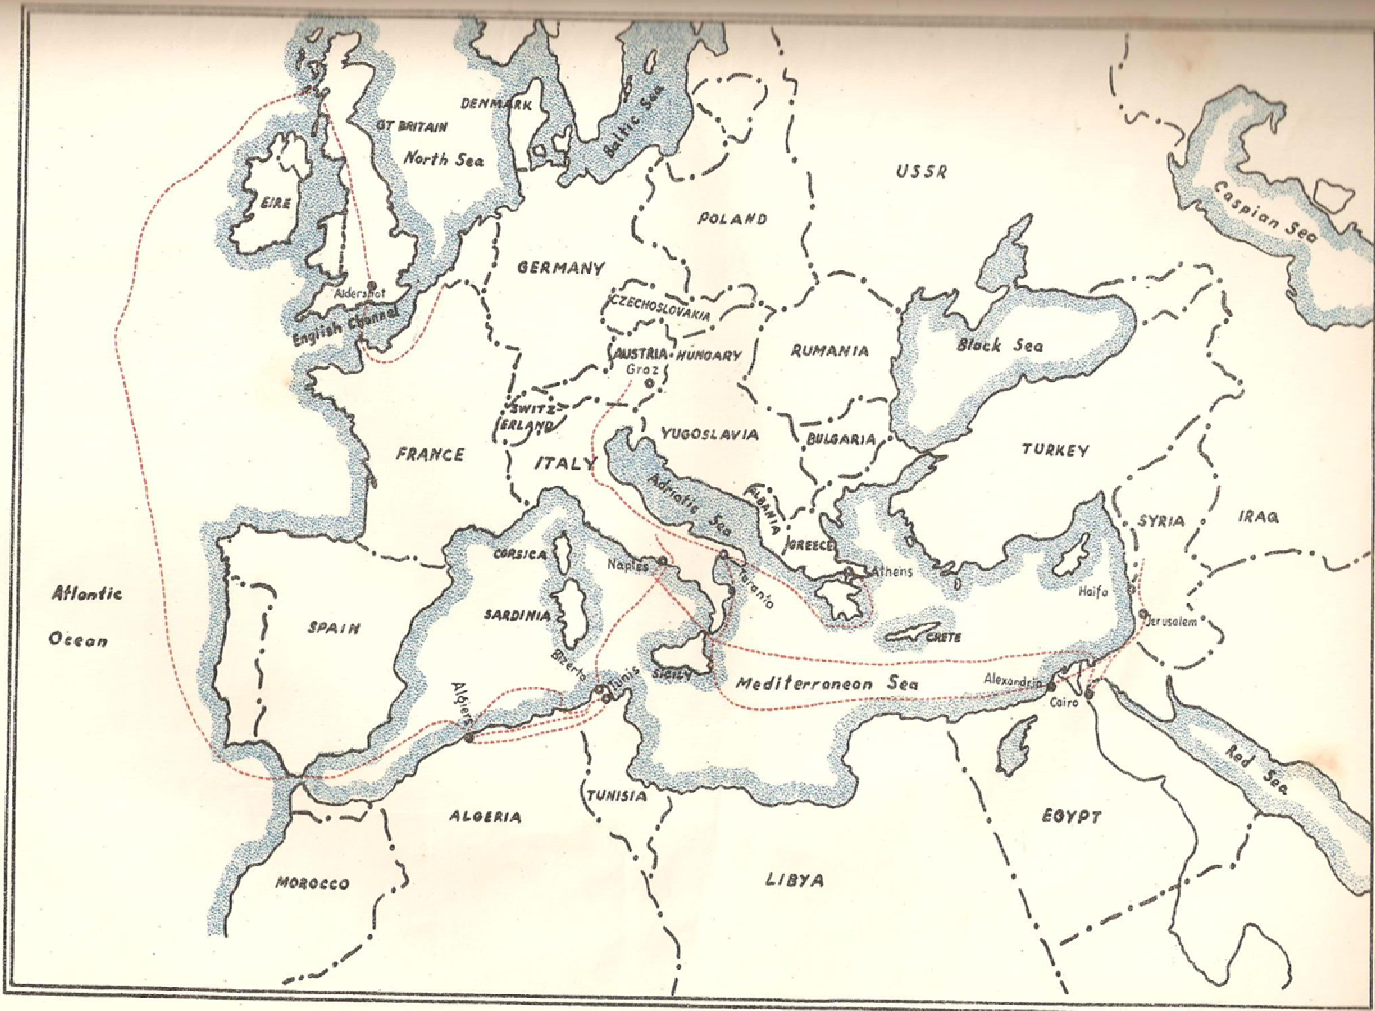 DENMARK
Baltic Sea
GT BRITAIN
North Sea
USSR
EIRE
Caspian Sea
POLAND
GERMANY
Aldershot
CZECHOSLOVAKIA
English Channel
AUSTRIA
HUNGARY
RUMANIA
Black Sea
Graz
SWITZ-
ERLAND
YUGOSLAVIA
BULGARIA
TURKEY
FRANCE
ITALY
Adriatic Sea
ALBANIA
SYRIA
IRAQ
CORSICA
GREECE
Naples
Athens
Taranto
Haifa
Atlantic
Ocean
SPAIN
SARDINIA
CRETE
Jerusalem
Bizerta
Tunis
SICILY
Mediterranean Sea
Alexandria
Algiers
Cairo
Red Sea
ALGERIA
TUNISIA
EGYPT
MOROCCO
LIBYA